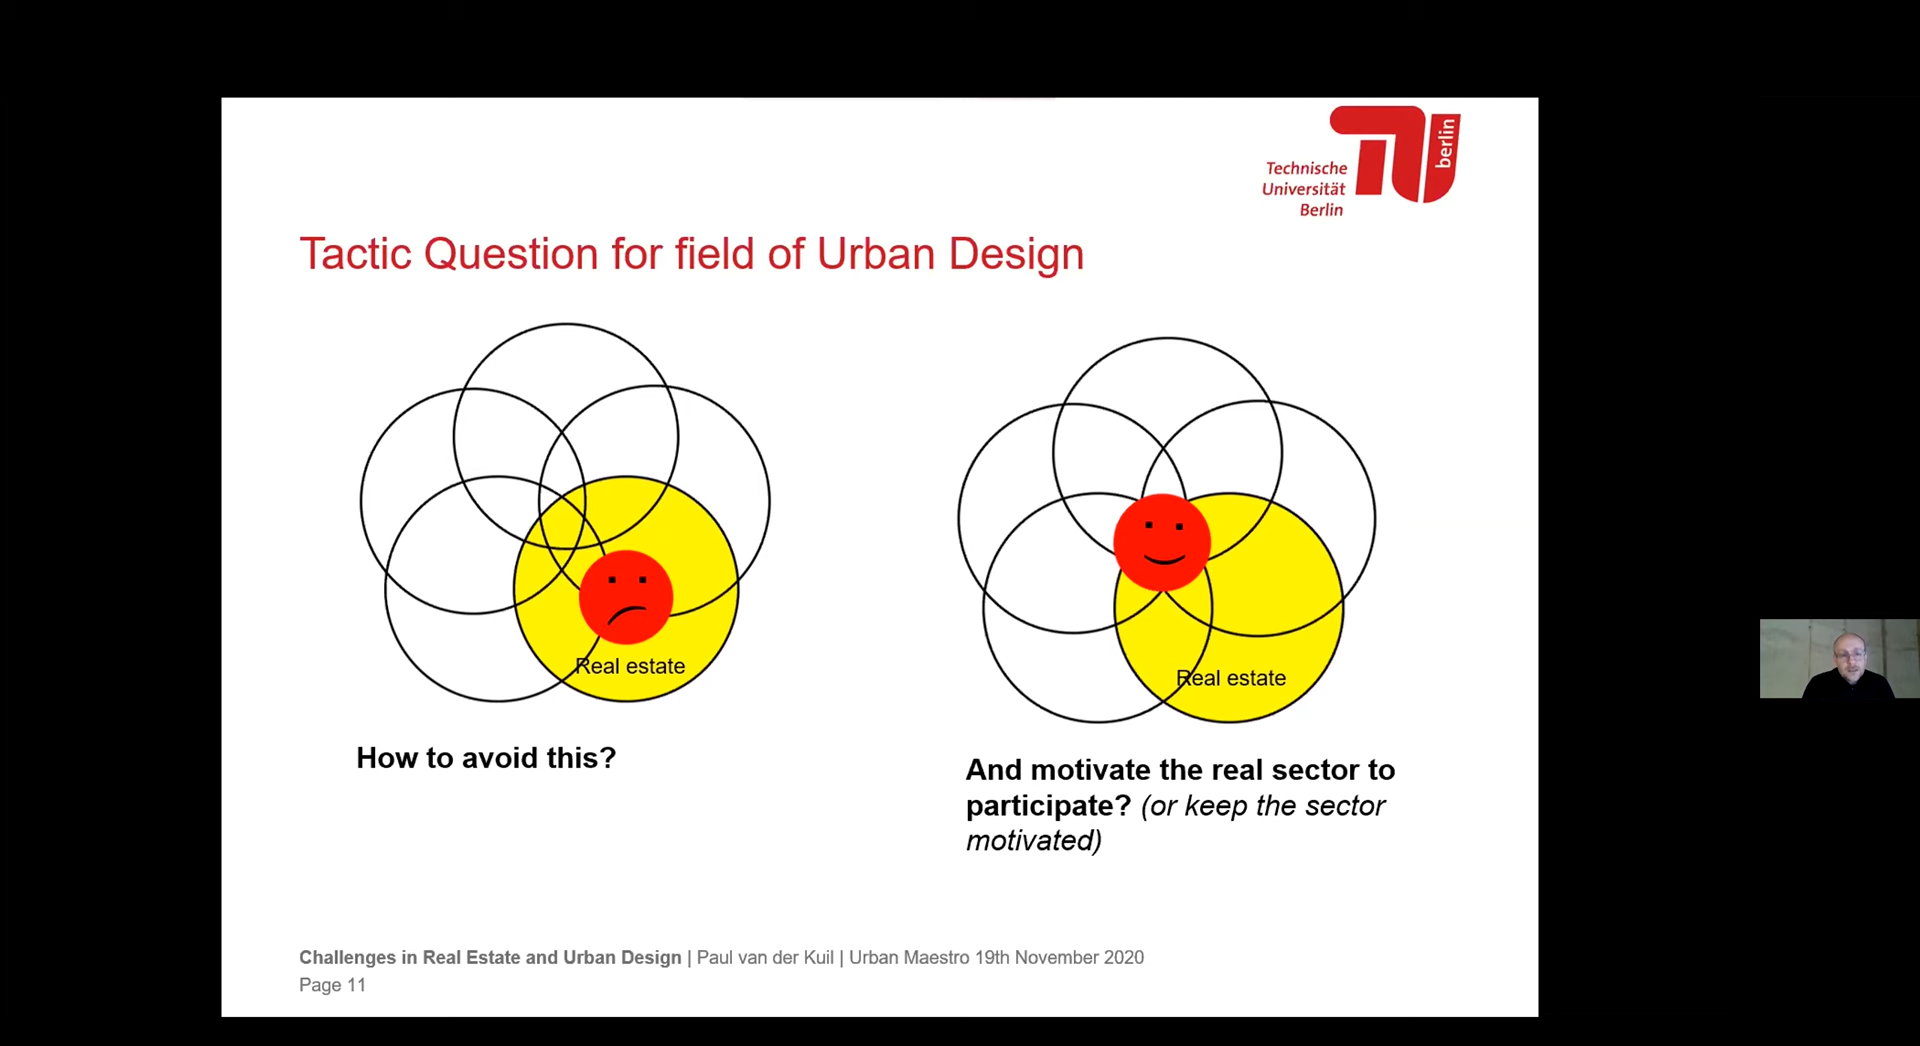 berlin
Technische
Universität
Berlin
Tactic Question for field of Urban Design
Real estate
Real estate
How to avoid this?
And motivate the real sector to
participate? (or keep the sector
motivated)
Challenges in Real Estate and Urban Design | Paul van der Kuil | Urban Maestro 19th November 2020
Page 11